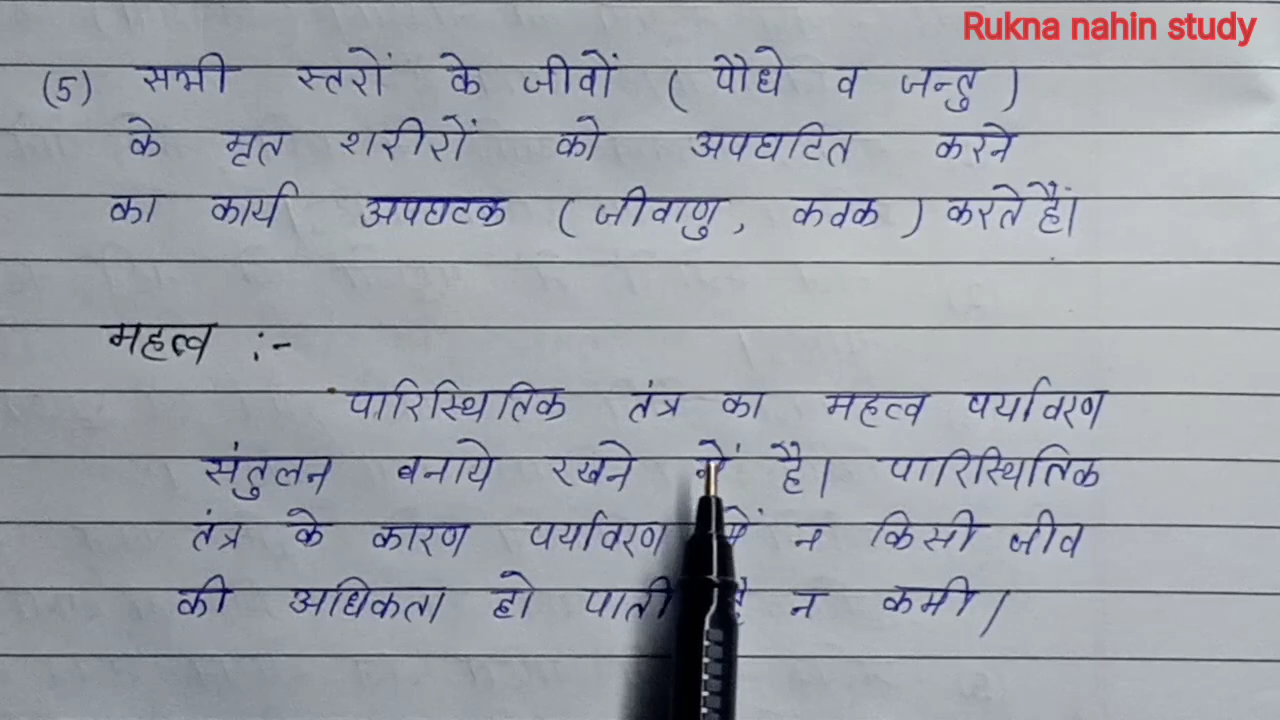 Rukna nahin study
(5) सभी स्तरों के जीवों ( पौधे व जन्तु )
के मृत शरीरों को अपघटित करने
का कार्य अपघटक ( जीवाणु, कवक ) करते हैं।
महत्व :-
पारिस्थितिक तंत्र का महत्व पर्यावरण
संतुलन बनाये रखने में है। पारिस्थितिक
तंत्र के कारण पर्यावरण में न किसी जीव
की अधिकता हो पाती है न कमी।